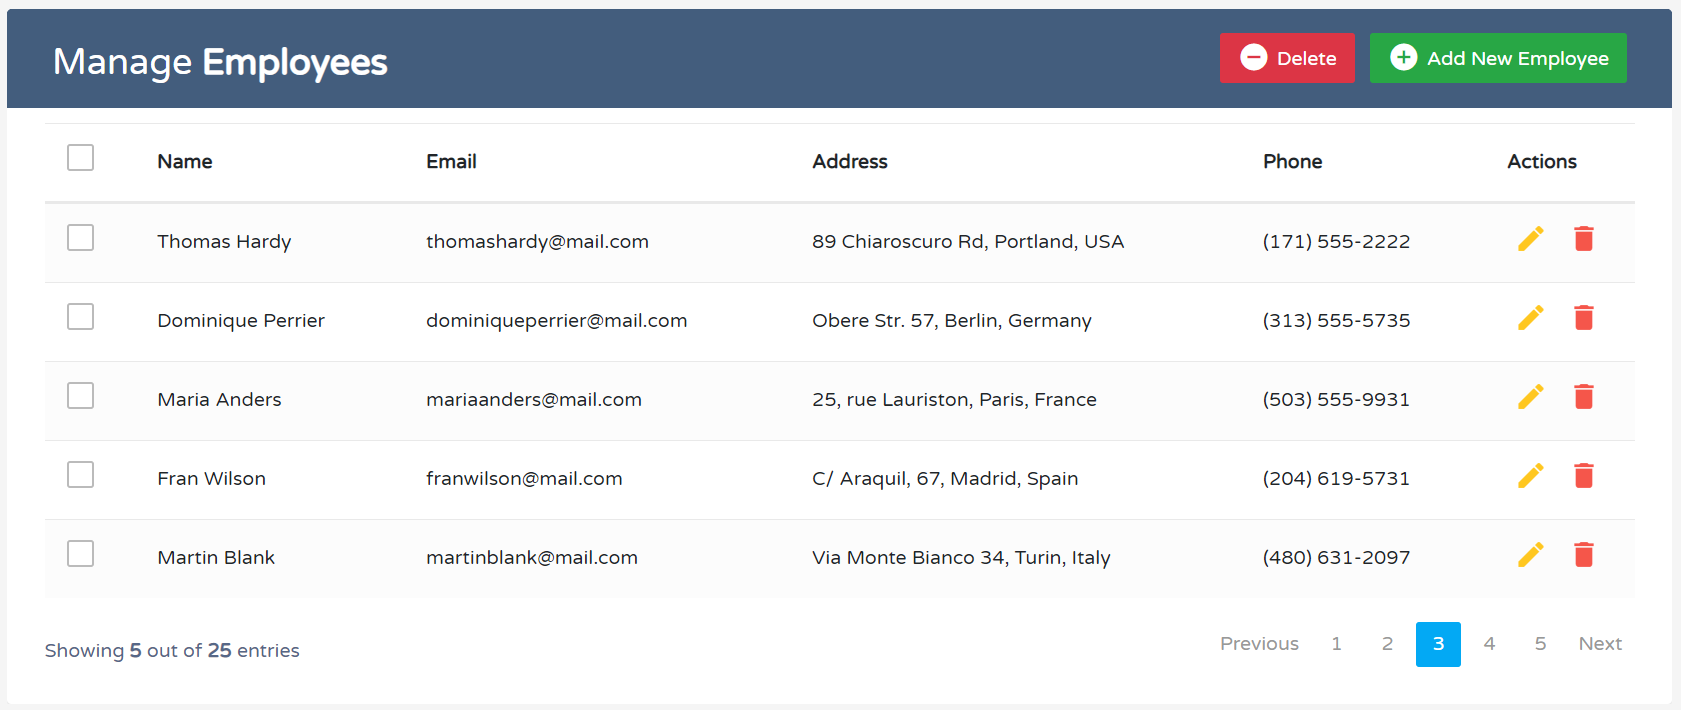 Manage Employees
Delete
Add New Employee
Name Email Address Phone Actions
Thomas Hardy thomashardy@mail.com 89 Chiaroscuro Rd, Portland, USA (171) 555-2222
Dominique Perrier dominiqueperrier@mail.com Obere Str. 57, Berlin, Germany (313) 555-5735
Maria Anders mariaanders@mail.com 25, rue Lauriston, Paris, France (503) 555-9931
Fran Wilson franwilson@mail.com C/ Araquil, 67, Madrid, Spain (204) 619-5731
Martin Blank martinblank@mail.com Via Monte Bianco 34, Turin, Italy (480) 631-2097
Showing 5 out of 25 entries
Previous 1 2 3 4 5 Next